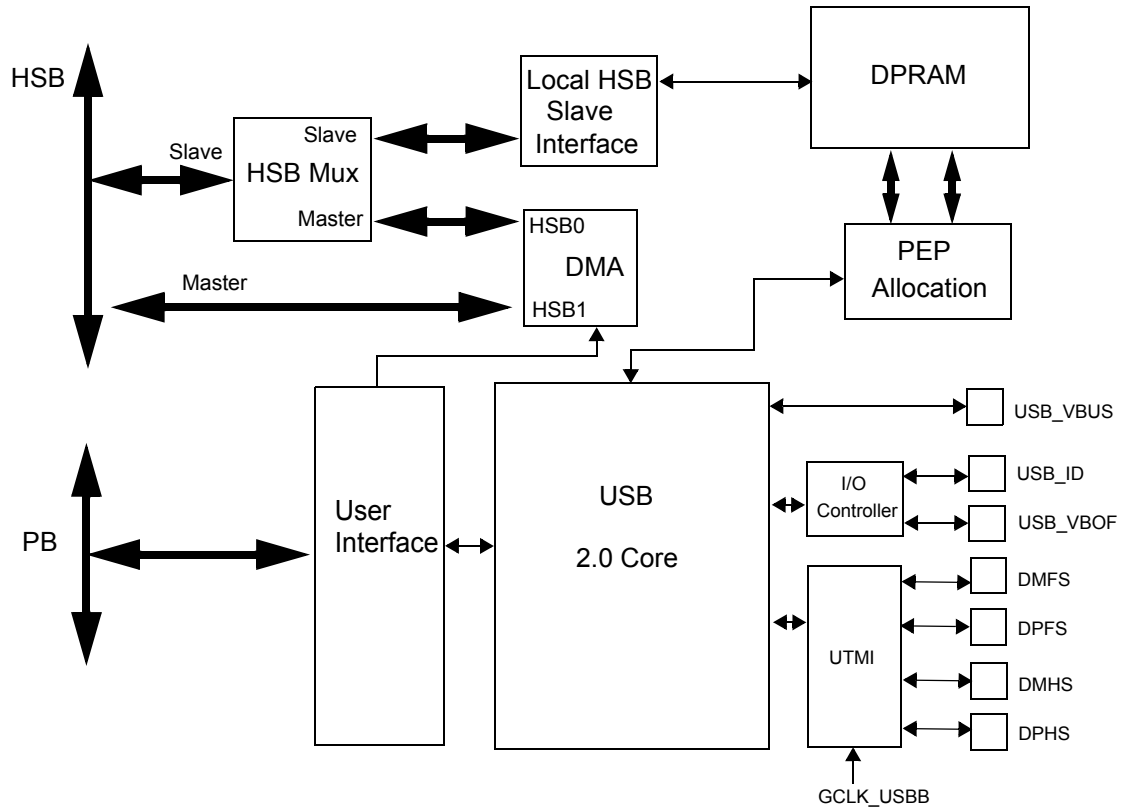 HSB
Slave
Slave
HSB Mux
Master
Local HSB
Slave
Interface
DPRAM
HSB0
DMA
HSB1
Master
PEP
Allocation
PB
User
Interface
USB
2.0 Core
I/O
Controller
UTMI
USB_VBUS
USB_ID
USB_VBOF
DMFS
DPFS
DMHS
DPHS
GCLK_USBB